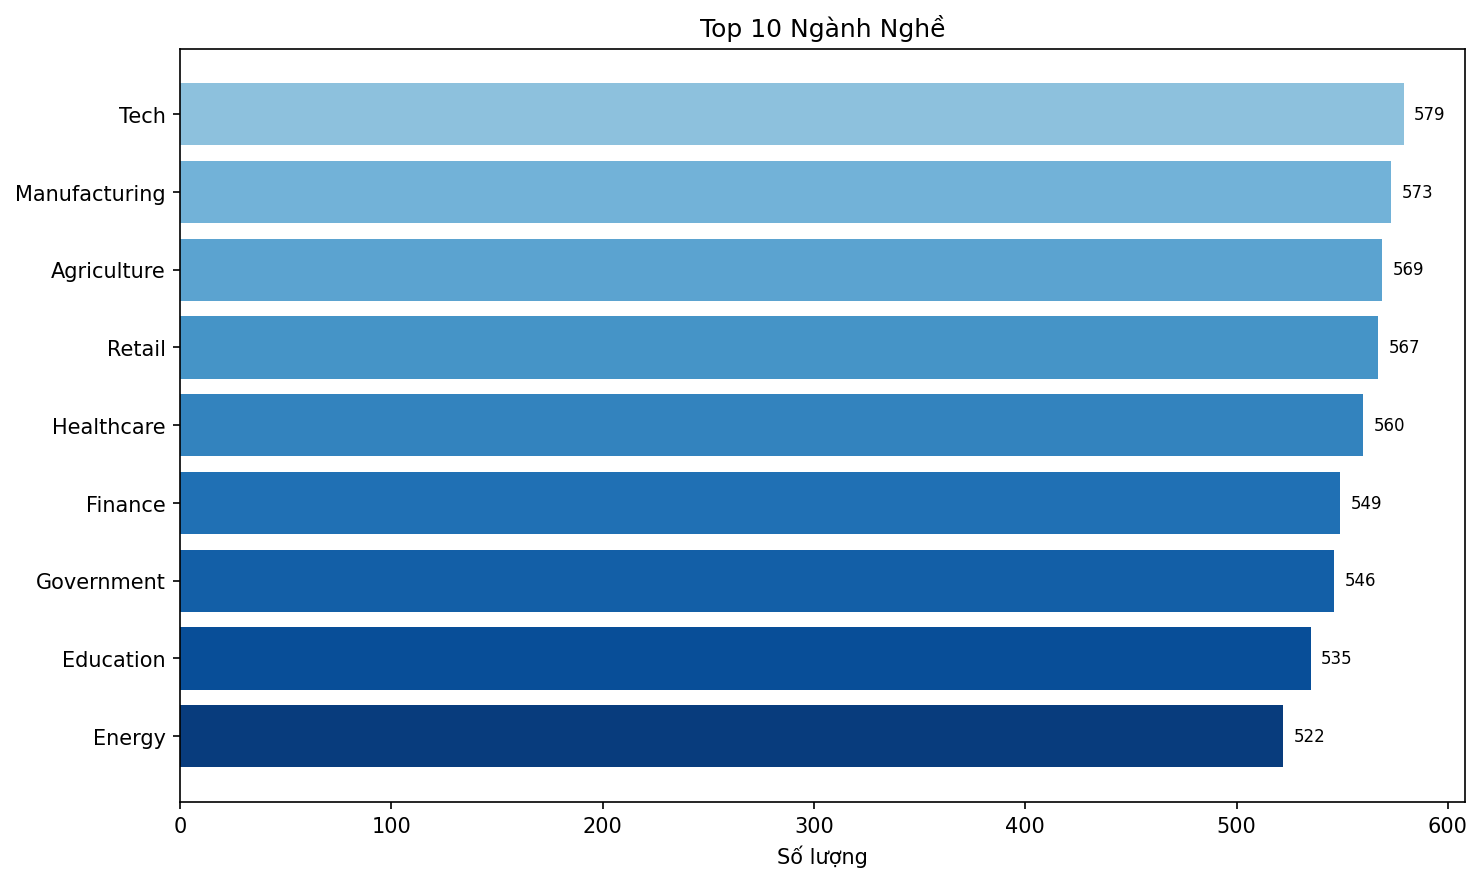 Top 10 Ngành Nghề
Tech 579
Manufacturing 573
Agriculture 569
Retail 567
Healthcare 560
Finance 549
Government 546
Education 535
Energy 522
0 100 200 300 400 500 600
Số lượng